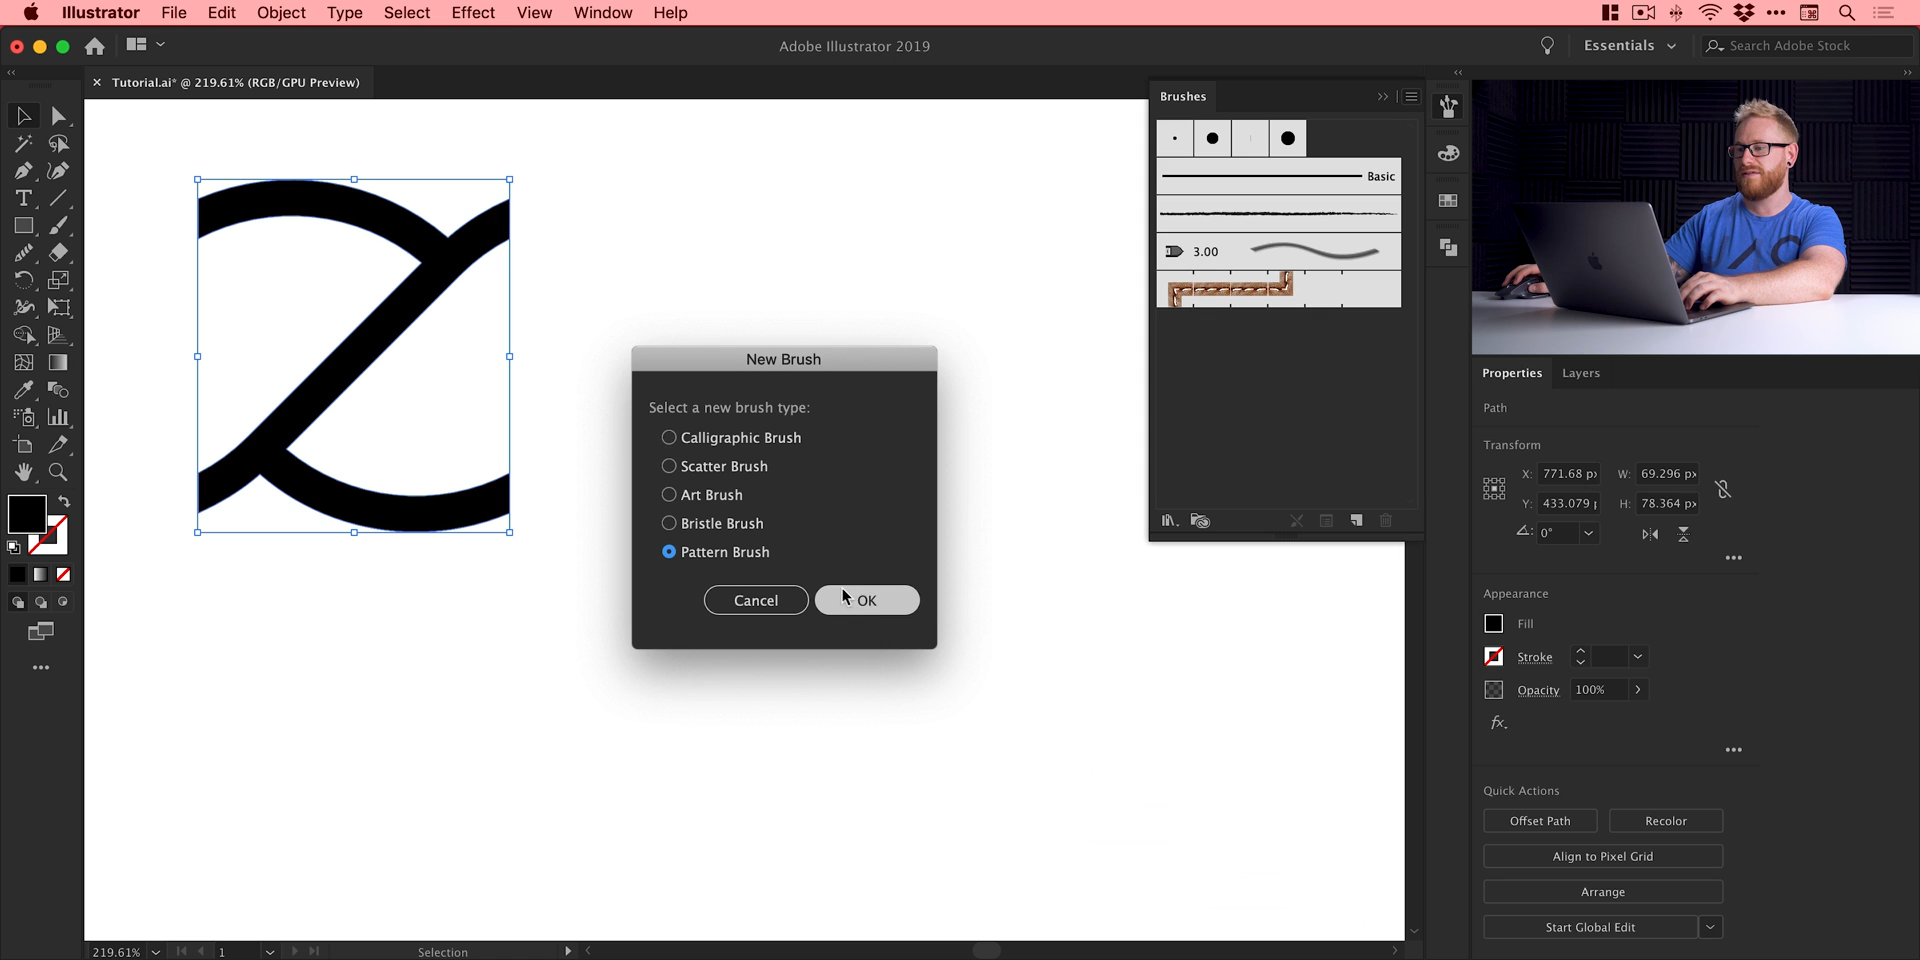 Illustrator File Edit Object Type Select Effect View Window Help
Adobe Illustrator 2019
Essentials
Search Adobe Stock
× Tutorial.ai* @ 219.61% (RGB/GPU Preview)
Brushes
Basic
3.00
New Brush
Select a new brush type:
Calligraphic Brush
Scatter Brush
Art Brush
Bristle Brush
Pattern Brush
Cancel
OK
Properties
Layers
Path
Transform
X: 771.68 p W: 69.296 px
Y: 433.079 H: 78.364 px
0°
Appearance
Fill
Stroke
Opacity 100%
fx.
Quick Actions
Offset Path
Recolor
Align to Pixel Grid
Arrange
Start Global Edit
219.61%
1
Selection